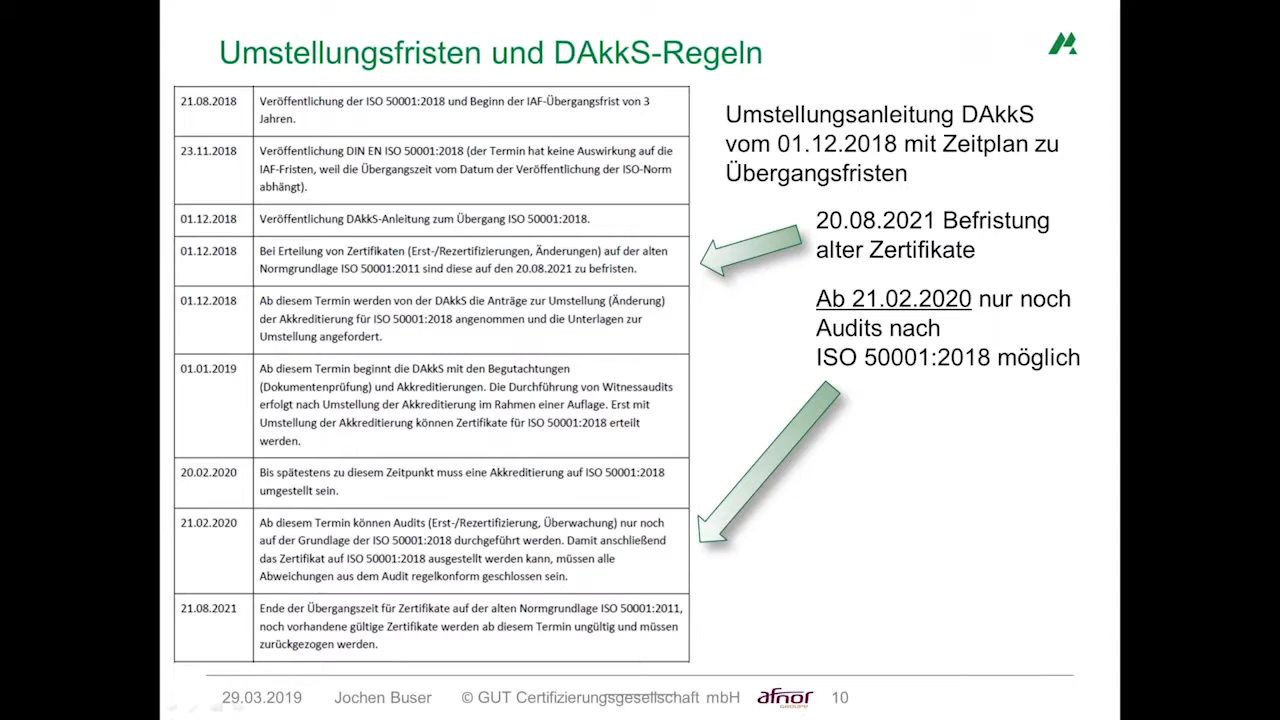 Umstellungsfristen und DAkkS-Regeln
21.08.2018 Veröffentlichung der ISO 50001:2018 und Beginn der IAF-Übergangsfrist von 3
Jahren.
23.11.2018 Veröffentlichung DIN EN ISO 50001:2018 (der Termin hat keine Auswirkung auf die
IAF-Fristen, weil die Übergangszeit vom Datum der Veröffentlichung der ISO-Norm
abhängt).
01.12.2018 Veröffentlichung DAkkS-Anleitung zum Übergang ISO 50001:2018.
01.12.2018 Bei Erteilung von Zertifikaten (Erst-/Rezertifizierungen, Änderungen) auf der alten
Normgrundlage ISO 50001:2011 sind diese auf den 20.08.2021 zu befristen.
01.12.2018 Ab diesem Termin werden von der DAkkS die Anträge zur Umstellung (Änderung)
der Akkreditierung für ISO 50001:2018 angenommen und die Unterlagen zur
Umstellung angefordert.
01.01.2019 Ab diesem Termin beginnt die DAkkS mit den Begutachtungen
(Dokumentenprüfung) und Akkreditierungen. Die Durchführung von Witnessaudits
erfolgt nach Umstellung der Akkreditierung im Rahmen einer Auflage. Erst mit
Umstellung der Akkreditierung können Zertifikate für ISO 50001:2018 erteilt
werden.
20.02.2020 Bis spätestens zu diesem Zeitpunkt muss eine Akkreditierung auf ISO 50001:2018
umgestellt sein.
21.02.2020 Ab diesem Termin können Audits (Erst-/Rezertifizierung, Überwachung) nur noch
auf der Grundlage der ISO 50001:2018 durchgeführt werden. Damit anschließend
das Zertifikat auf ISO 50001:2018 ausgestellt werden kann, müssen alle
Abweichungen aus dem Audit regelkonform geschlossen sein.
21.08.2021 Ende der Übergangszeit für Zertifikate auf der alten Normgrundlage ISO 50001:2011,
noch vorhandene gültige Zertifikate werden ab diesem Termin ungültig und müssen
zurückgezogen werden.
Umstellungsanleitung DAkkS
vom 01.12.2018 mit Zeitplan zu
Übergangsfristen
20.08.2021 Befristung
alter Zertifikate
Ab 21.02.2020 nur noch
Audits nach
ISO 50001:2018 möglich
29.03.2019 Jochen Buser © GUT Certifizierungsgesellschaft mbH afnor GROUPE 10